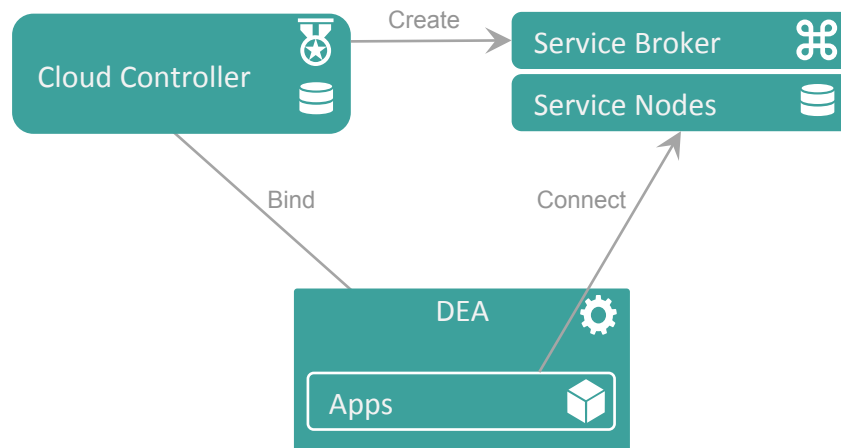 Create
Service Broker
Cloud Controller
Service Nodes
Bind
Connect
DEA
Apps